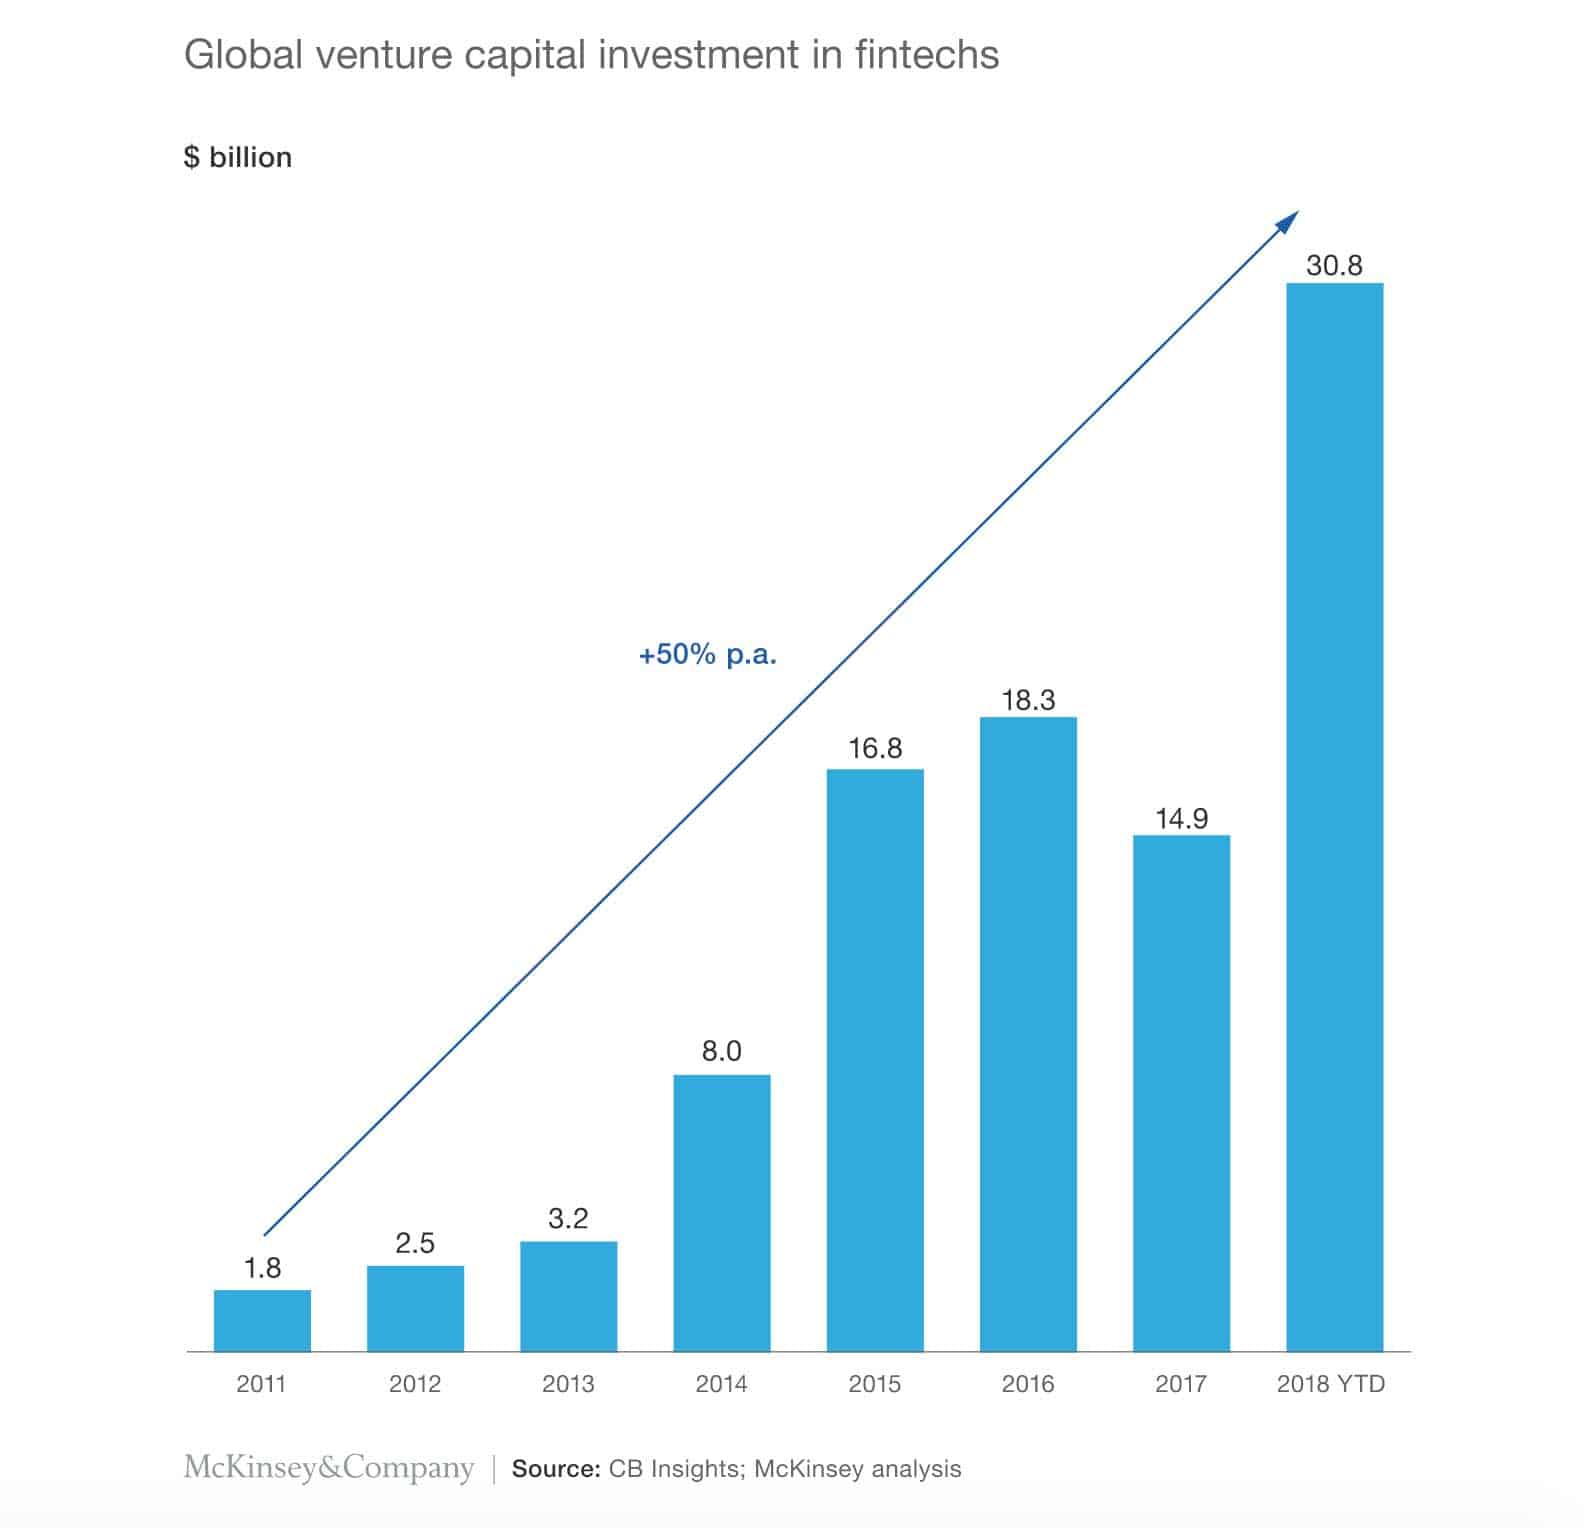 Global venture capital investment in fintechs
$ billion
30.8
+50% p.a.
18.3
16.8
14.9
8.0
3.2
2.5
1.8
2011 2012 2013 2014 2015 2016 2017 2018 YTD
McKinsey&Company | Source: CB Insights; McKinsey analysis